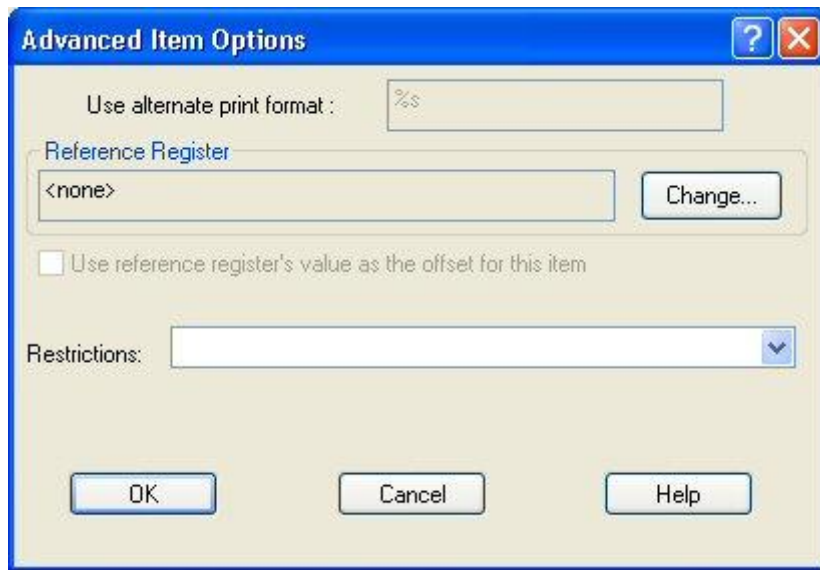 Advanced Item Options
Use alternate print format : %s
Reference Register
<none> Change...
Use reference register's value as the offset for this item
Restrictions:
OK Cancel Help